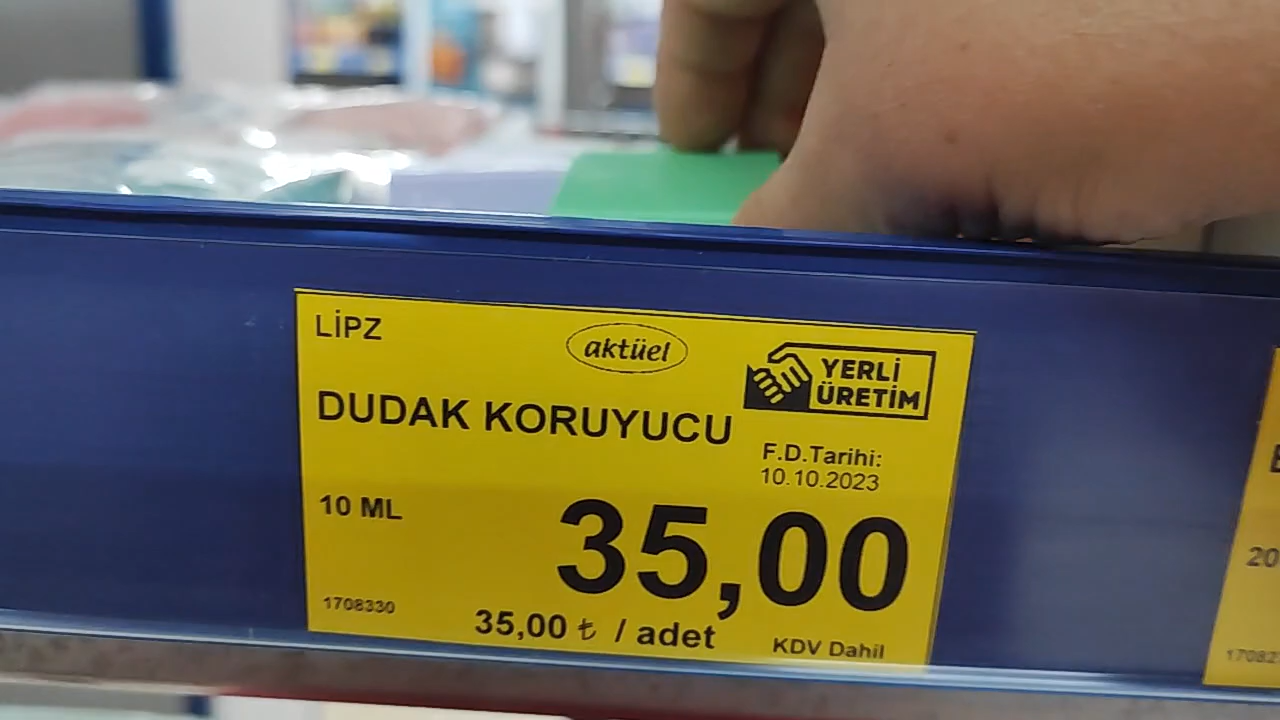 LİPZ
aktüel
YERLİ
ÜRETİM
DUDAK KORUYUCU
F.D.Tarihi:
10.10.2023
10 ML
35,00
1708330
35,00 ₺ / adet
KDV Dahil
20